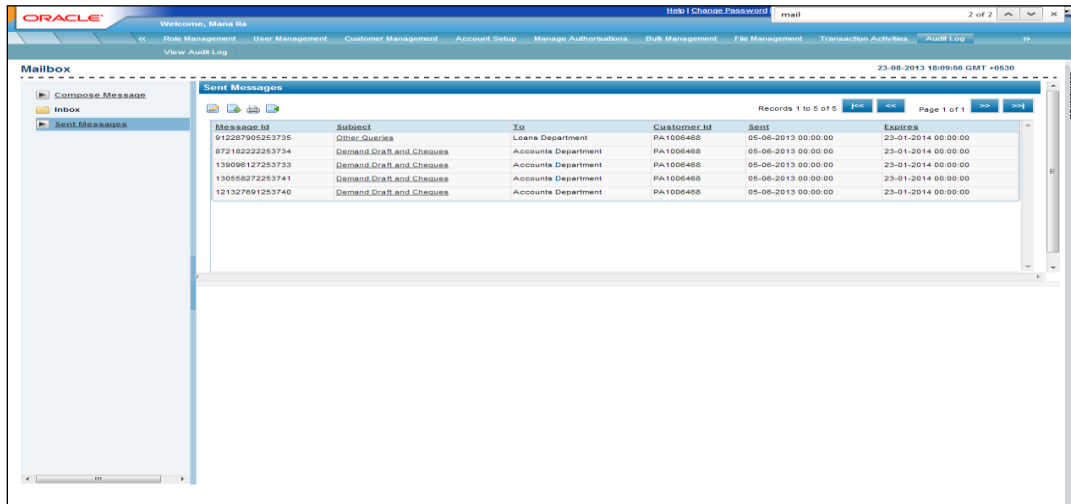 ORACLE
Help | Change Password
mail 2 of 2
Welcome, Mana Ra
Role Management User Management Customer Management Account Setup Manage Authorisations Bulk Management File Management Transaction Activities Audit Log
View Audit Log
Mailbox 23-08-2013 18:09:56 GMT +0530
Compose Message
Inbox
Sent Messages
Sent Messages
Records 1 to 5 of 5 |<< << Page 1 of 1 >> >>|
Message Id Subject To Customer Id Sent Expires
912287905253735 Other Queries Loans Department PA1006468 05-06-2013 00:00:00 23-01-2014 00:00:00
872182222253734 Demand Draft and Cheques Accounts Department PA1006468 05-06-2013 00:00:00 23-01-2014 00:00:00
139096127253733 Demand Draft and Cheques Accounts Department PA1006468 05-06-2013 00:00:00 23-01-2014 00:00:00
130558272253741 Demand Draft and Cheques Accounts Department PA1006468 05-06-2013 00:00:00 23-01-2014 00:00:00
121327691253740 Demand Draft and Cheques Accounts Department PA1006468 05-06-2013 00:00:00 23-01-2014 00:00:00